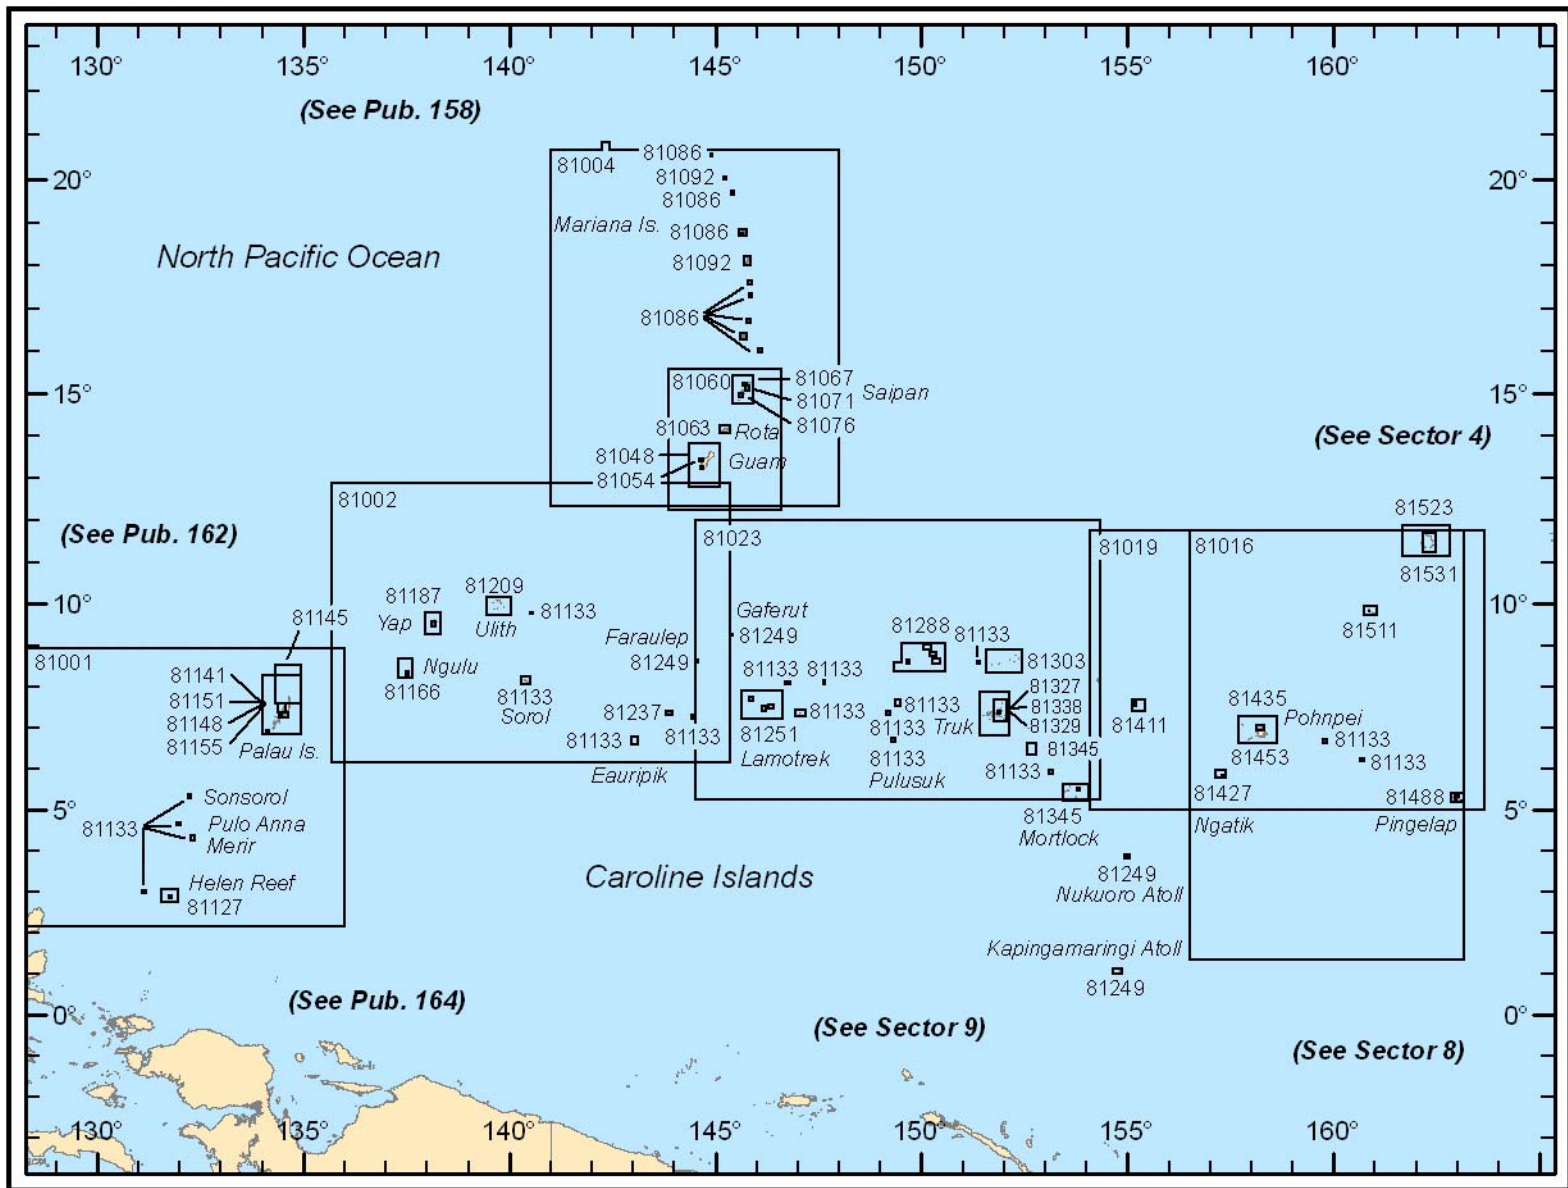 130° 135° 140° 145° 150° 155° 160°
(See Pub. 158)
81004
81086
20°
81092
20°
81086
Mariana Is.
81086
North Pacific Ocean
81092
81086
81060
81067
15°
81071
Saipan
15°
81076
81063
Rota
(See Sector 4)
81048
Guam
81054
81002
81523
(See Pub. 162)
81023
81019
81016
81531
81209
81187
10°
81133
Gaferut
10°
81145
Yap
Ulith
Faraulep
81249
81288
81133
81511
81001
Ngulu
81249
81133
81133
81303
81141
81166
81133
81327
81435
81151
Sorol
81237
81133
81133
81338
81411
Pohnpei
81148
81133
Truk
81329
81133
81155
Palau Is.
81133
81133
81251
81133
81345
81453
81133
Eauripik
Lamotrek
Pulusuk
81133
81427
81488
Sonsorol
5°
81345
Ngatik
Pingelap
5°
81133
Pulo Anna
Mortlock
Merir
Caroline Islands
81249
Helen Reef
Nukuoro Atoll
81127
Kapingamaringi Atoll
81249
(See Pub. 164)
0°
(See Sector 9)
0°
(See Sector 8)
130° 135° 140° 145° 150° 155° 160°